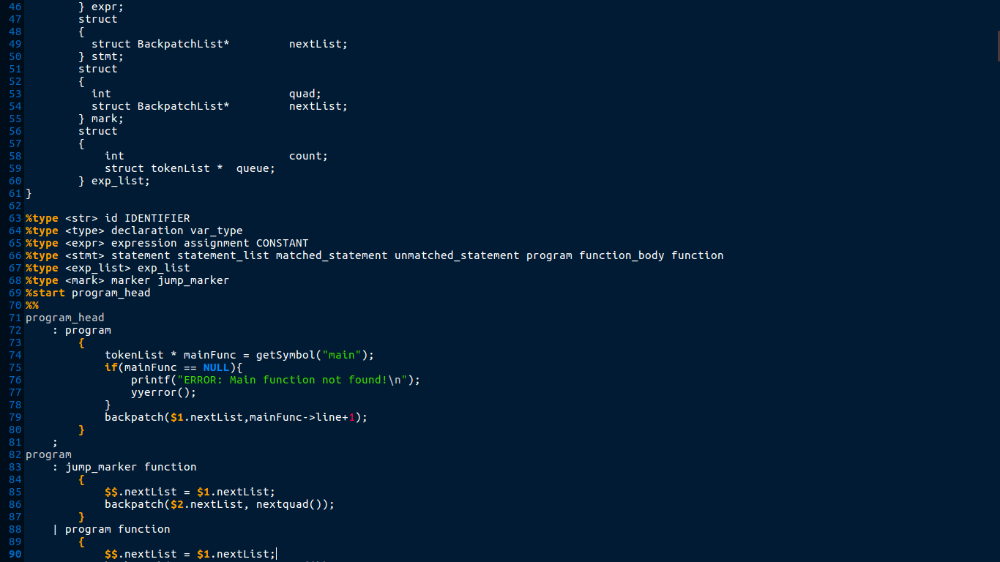 46         } expr;
47         struct
48         {
49           struct BackpatchList*         nextList;
50         } stmt;
51         struct
52         {
53           int                           quad;
54           struct BackpatchList*         nextList;
55         } mark;
56         struct
57         {
58             int                         count;
59             struct tokenList *  queue;
60         } exp_list;
61 }
62
63 %type <str> id IDENTIFIER
64 %type <type> declaration var_type
65 %type <expr> expression assignment CONSTANT
66 %type <stmt> statement statement_list matched_statement unmatched_statement program function_body function
67 %type <exp_list> exp_list
68 %type <mark> marker jump_marker
69 %start program_head
70 %%
71 program_head
72     : program
73         {
74             tokenList * mainFunc = getSymbol("main");
75             if(mainFunc == NULL){
76                 printf("ERROR: Main function not found!\n");
77                 yyerror();
78             }
79             backpatch($1.nextList,mainFunc->line+1);
80         }
81     ;
82 program
83     : jump_marker function
84         {
85             $$.nextList = $1.nextList;
86             backpatch($2.nextList, nextquad());
87         }
88     | program function
89         {
90             $$.nextList = $1.nextList;